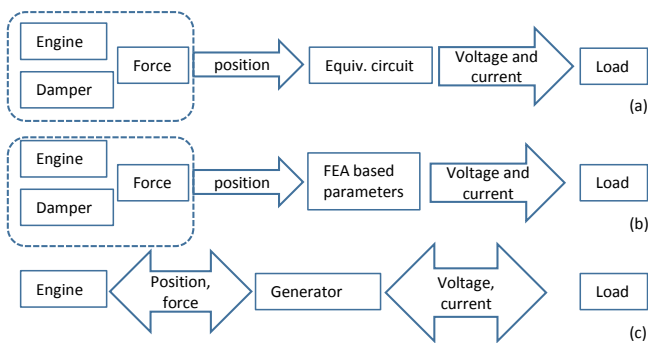 Engine
Damper
Force
position
Equiv. circuit
Voltage and
current
Load
(a)
Engine
Damper
Force
position
FEA based
parameters
Voltage and
current
Load
(b)
Engine
Position,
force
Generator
Voltage,
current
Load
(c)